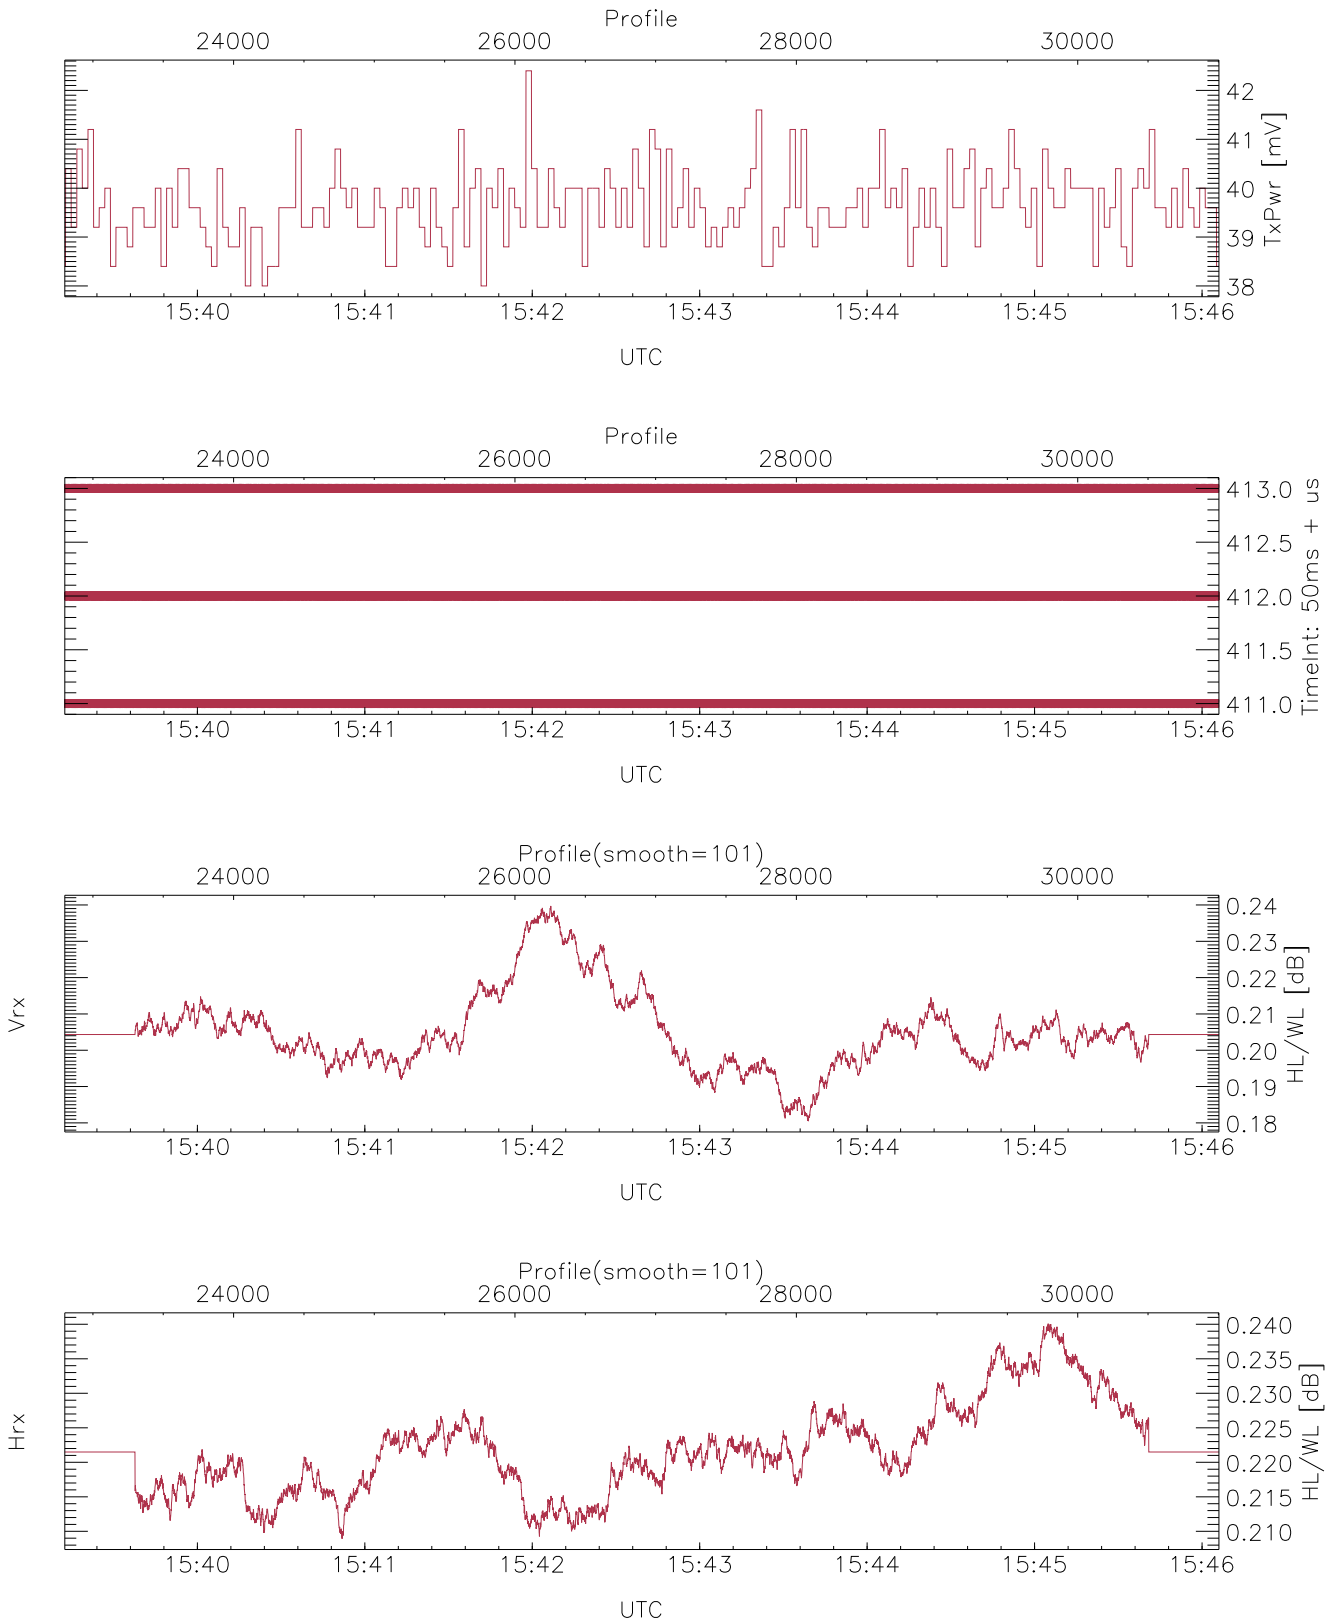 Profile
24000 26000 28000 30000
42
41
40
39
38
TxPwr [mV]
15:40 15:41 15:42 15:43 15:44 15:45 15:46
UTC
Profile
24000 26000 28000 30000
413.0
412.5
412.0
411.5
411.0
TimeInt: 50ms + us
15:40 15:41 15:42 15:43 15:44 15:45 15:46
UTC
Profile(smooth=101)
24000 26000 28000 30000
Vrx
0.24
0.23
0.22
0.21
0.20
0.19
0.18
HL/WL [dB]
15:40 15:41 15:42 15:43 15:44 15:45 15:46
UTC
Profile(smooth=101)
24000 26000 28000 30000
Hrx
0.240
0.235
0.230
0.225
0.220
0.215
0.210
HL/WL [dB]
15:40 15:41 15:42 15:43 15:44 15:45 15:46
UTC